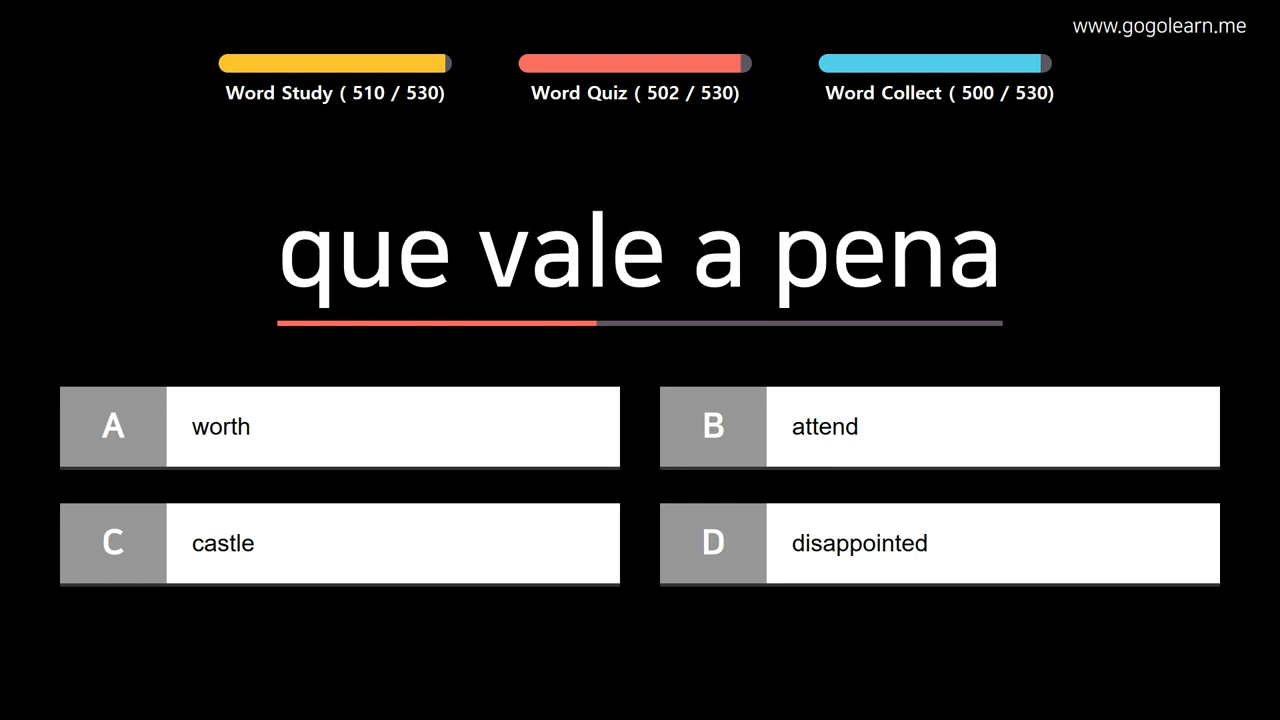 www.gogolearn.me
Word Study ( 510 / 530)
Word Quiz ( 502 / 530)
Word Collect ( 500 / 530)
que vale a pena
A
worth
B
attend
C
castle
D
disappointed